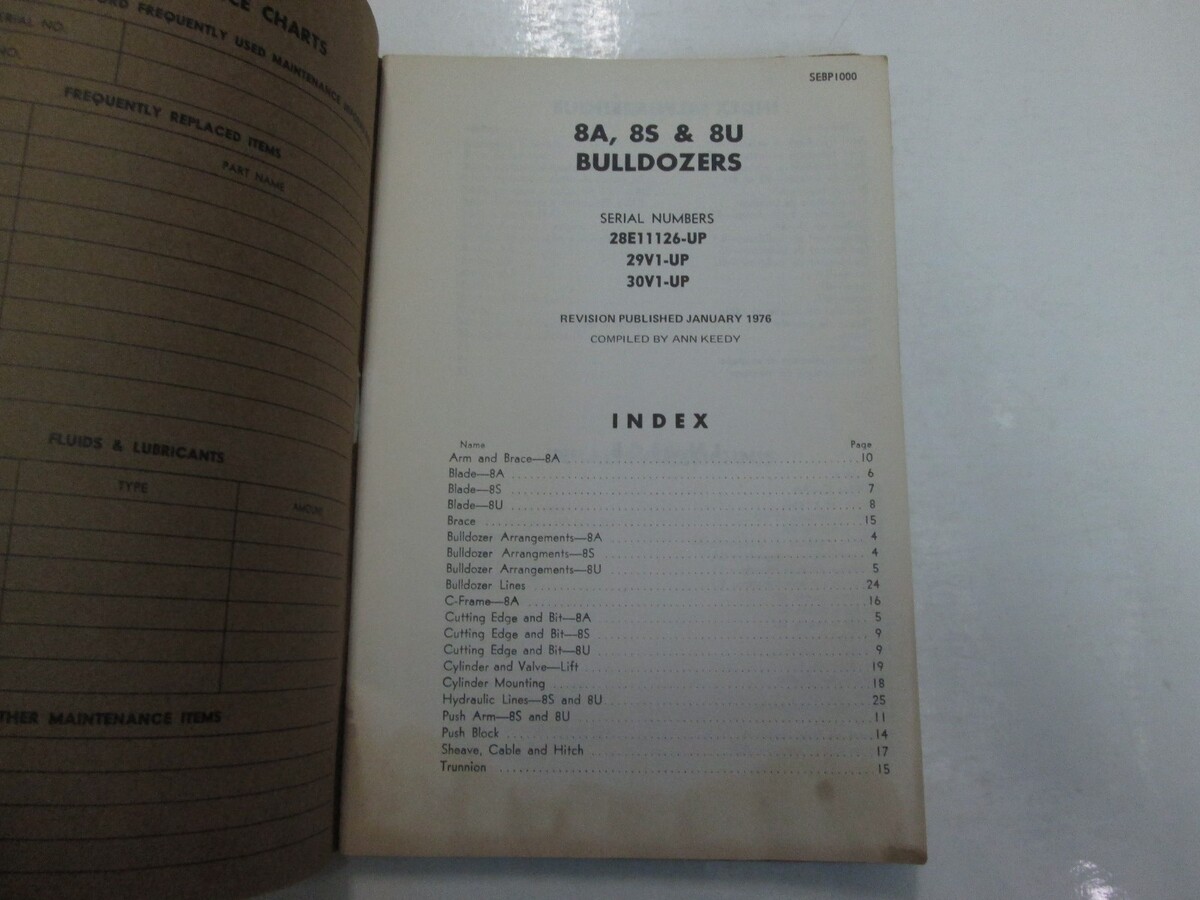 CE CHARTS
ORD FREQUENTLY USED MAINTENANCE
SERIAL NO.
NO.
FREQUENTLY REPLACED ITEMS
PART NAME
FLUIDS & LUBRICANTS
TYPE
AMOUNT
THER MAINTENANCE ITEMS
SEBP1000
8A, 8S & 8U
BULLDOZERS
SERIAL NUMBERS
28E11126-UP
29V1-UP
30V1-UP
REVISION PUBLISHED JANUARY 1976
COMPILED BY ANN KEEDY
INDEX
Name Page
Arm and Brace—8A 10
Blade—8A 6
Blade—8S 7
Blade—8U 8
Brace 15
Bulldozer Arrangements—8A 4
Bulldozer Arrangments—8S 4
Bulldozer Arrangements—8U 5
Bulldozer Lines 24
C-Frame—8A 16
Cutting Edge and Bit—8A 5
Cutting Edge and Bit—8S 9
Cutting Edge and Bit—8U 9
Cylinder and Valve—Lift 19
Cylinder Mounting 18
Hydraulic Lines—8S and 8U 25
Push Arm—8S and 8U 11
Push Block 14
Sheave, Cable and Hitch 17
Trunnion 15